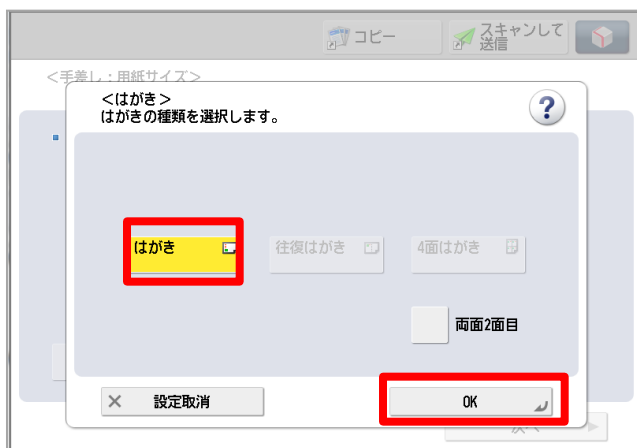 コピー
スキャンして
送信
<手差し：用紙サイズ>
<はがき>
はがきの種類を選択します。
?
はがき
往復はがき
4面はがき
両面2面目
× 設定取消
OK